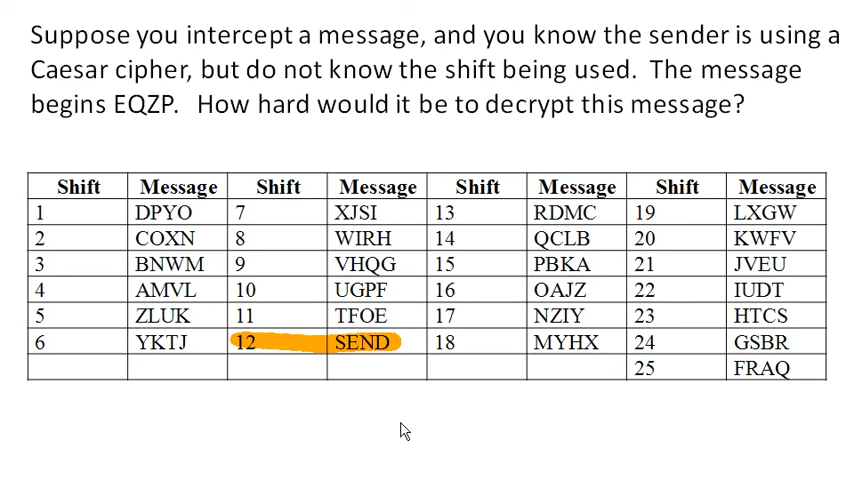 Suppose you intercept a message, and you know the sender is using a
Caesar cipher, but do not know the shift being used. The message
begins EQZP. How hard would it be to decrypt this message?
Shift Message Shift Message Shift Message Shift Message
1 DPYO 7 XJSI 13 RDMC 19 LXGW
2 COXN 8 WIRH 14 QCLB 20 KWFV
3 BNWM 9 VHQG 15 PBKA 21 JVEU
4 AMVL 10 UGPF 16 OAJZ 22 IUDT
5 ZLUK 11 TFOE 17 NZIY 23 HTCS
6 YKTJ 12 SEND 18 MYHX 24 GSBR
25 FRAQ